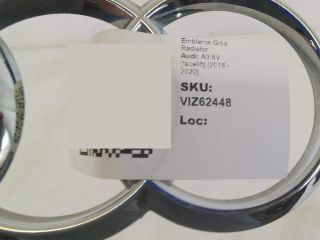 Emblema Grila
Radiator
Audi: A3 8V
[facelift] [2016 -
2020]
SKU:
VIZ62448
Loc: